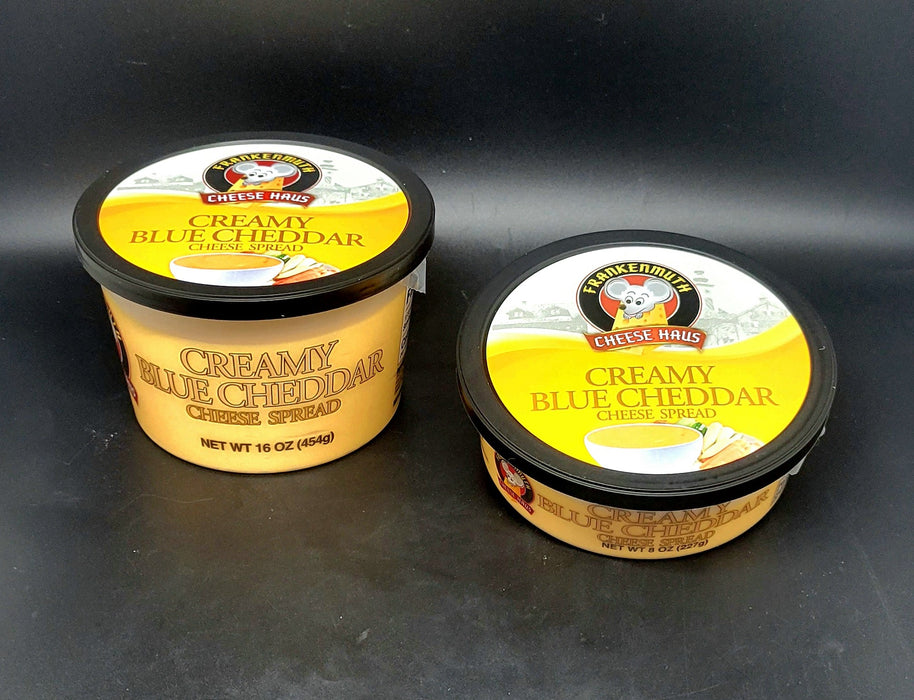 FRANKENMUTH
CHEESE HAUS
CREAMY
BLUE CHEDDAR
CHEESE SPREAD
CREAMY
BLUE CHEDDAR
CHEESE SPREAD
NET WT 16 OZ (454g)
FRANKENMUTH
CHEESE HAUS
CREAMY
BLUE CHEDDAR
CHEESE SPREAD
CREAMY
BLUE CHEDDAR
CHEESE SPREAD
NET WT 8 OZ (227g)